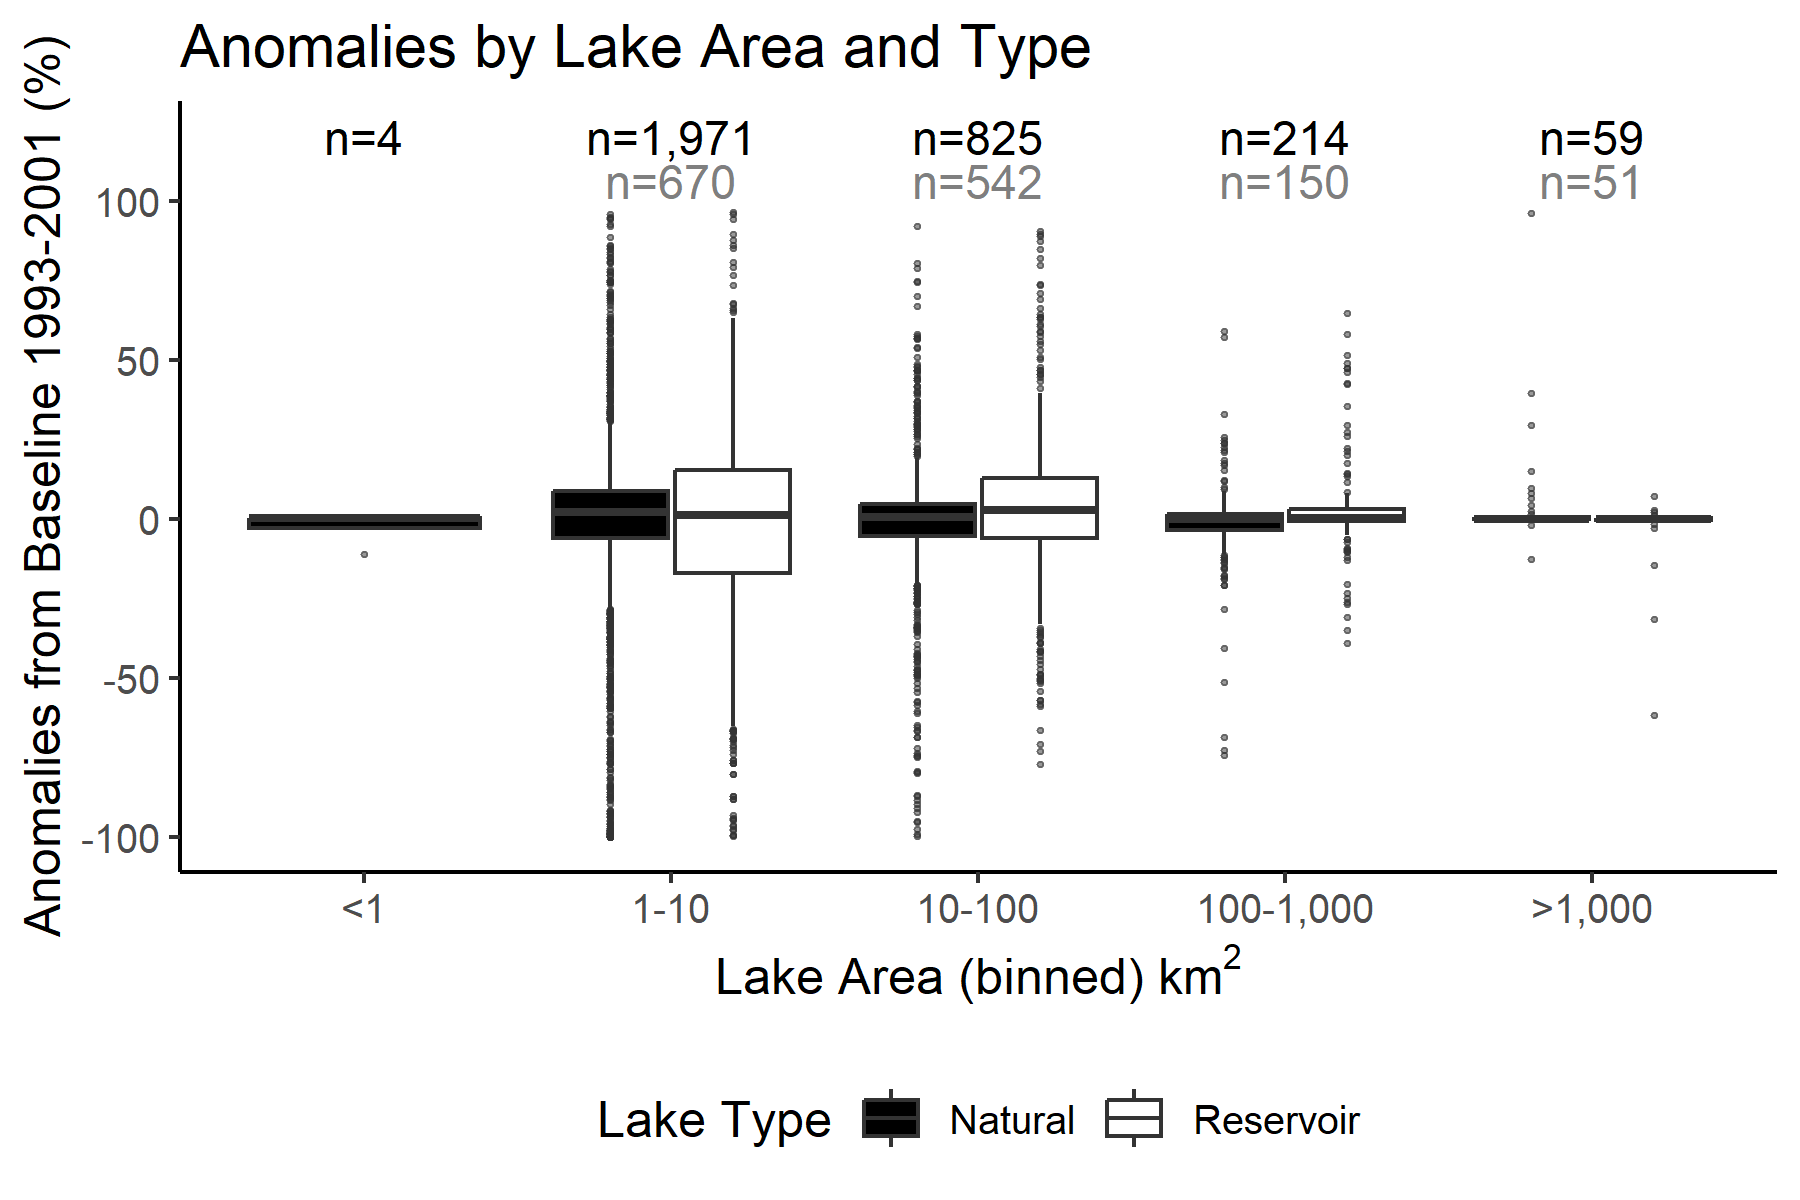 Anomalies by Lake Area and Type
Anomalies from Baseline 1993-2001 (%)
n=4 n=1,971 n=825 n=214 n=59
n=670 n=542 n=150 n=51
100
50
0
-50
-100
<1 1-10 10-100 100-1,000 >1,000
Lake Area (binned) km²
Lake Type Natural Reservoir